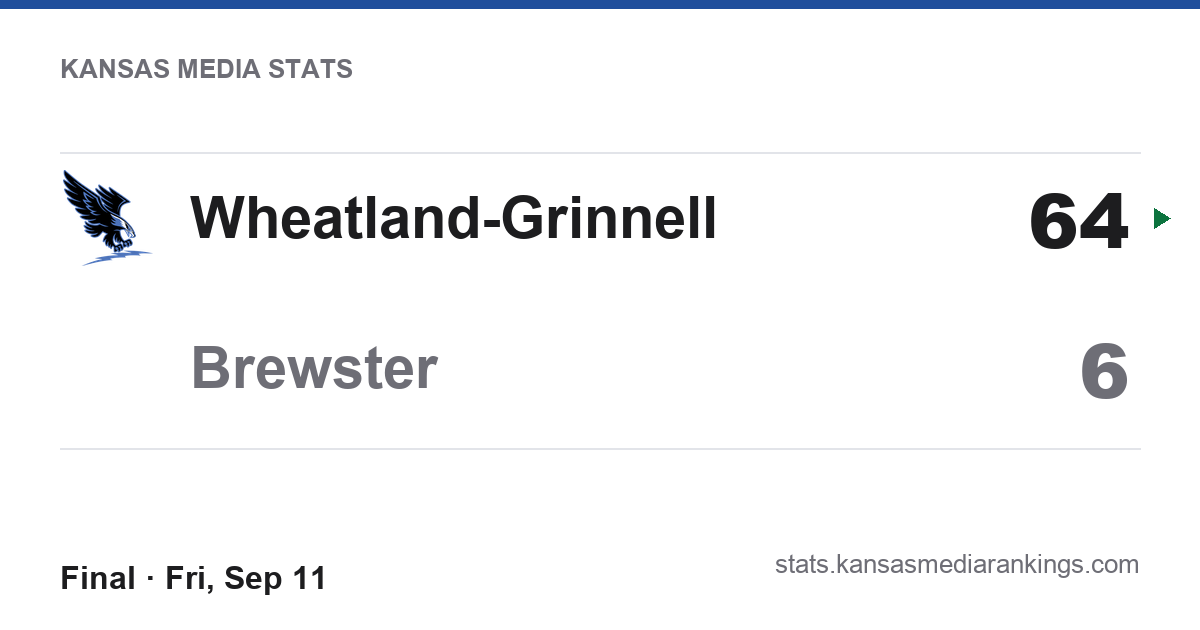 KANSAS MEDIA STATS
Wheatland-Grinnell 64
Brewster 6
Final · Fri, Sep 11
stats.kansasmediarankings.com